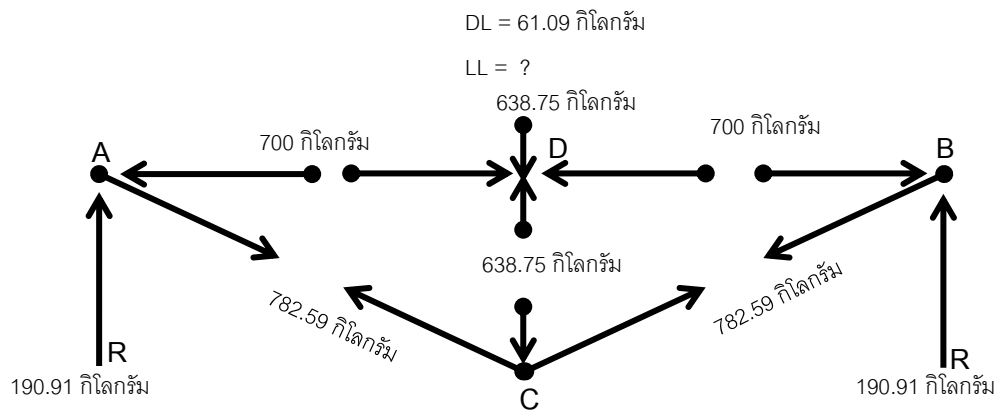 DL = 61.09 กิโลกรัม
LL = ?
638.75 กิโลกรัม
700 กิโลกรัม
700 กิโลกรัม
A
D
B
638.75 กิโลกรัม
782.59 กิโลกรัม
782.59 กิโลกรัม
R
R
190.91 กิโลกรัม
190.91 กิโลกรัม
C